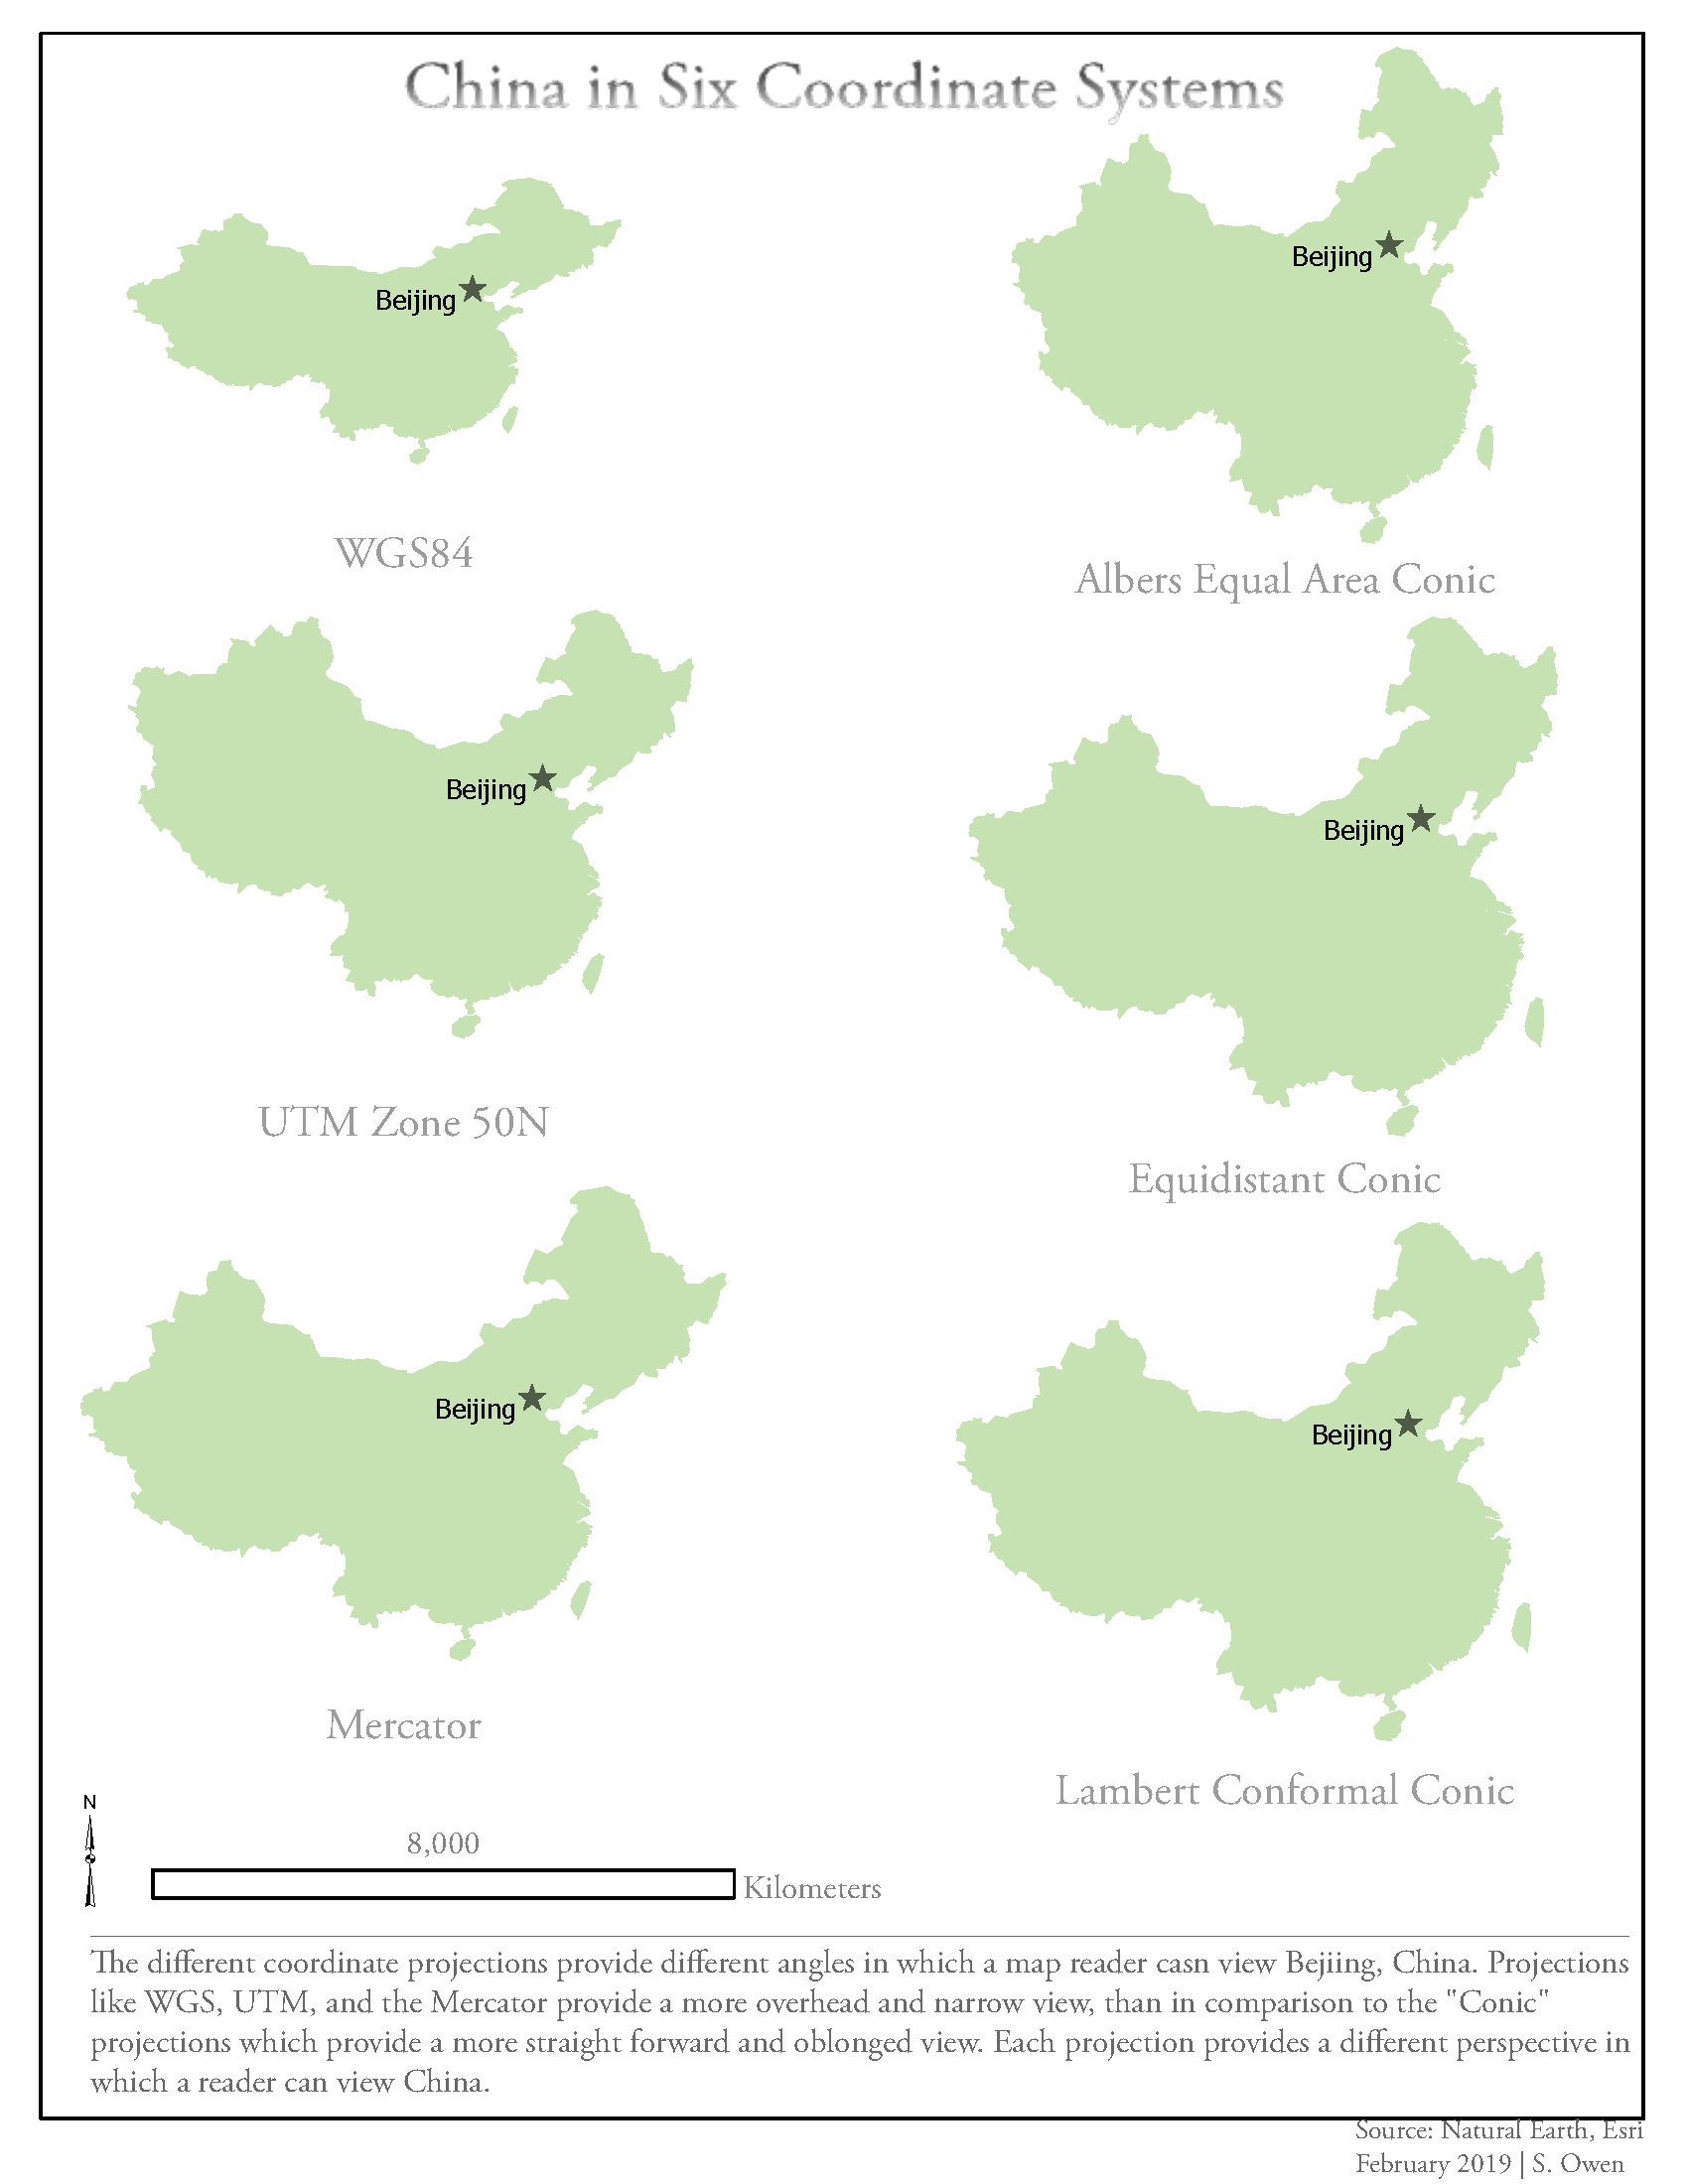 China in Six Coordinate Systems
Beijing
WGS84
Beijing
Albers Equal Area Conic
Beijing
UTM Zone 50N
Beijing
Equidistant Conic
Beijing
Mercator
Beijing
Lambert Conformal Conic
N
8,000
Kilometers
The different coordinate projections provide different angles in which a map reader casn view Bejiing, China. Projections
like WGS, UTM, and the Mercator provide a more overhead and narrow view, than in comparison to the "Conic"
projections which provide a more straight forward and oblonged view. Each projection provides a different perspective in
which a reader can view China.
Source: Natural Earth, Esri
February 2019 | S. Owen